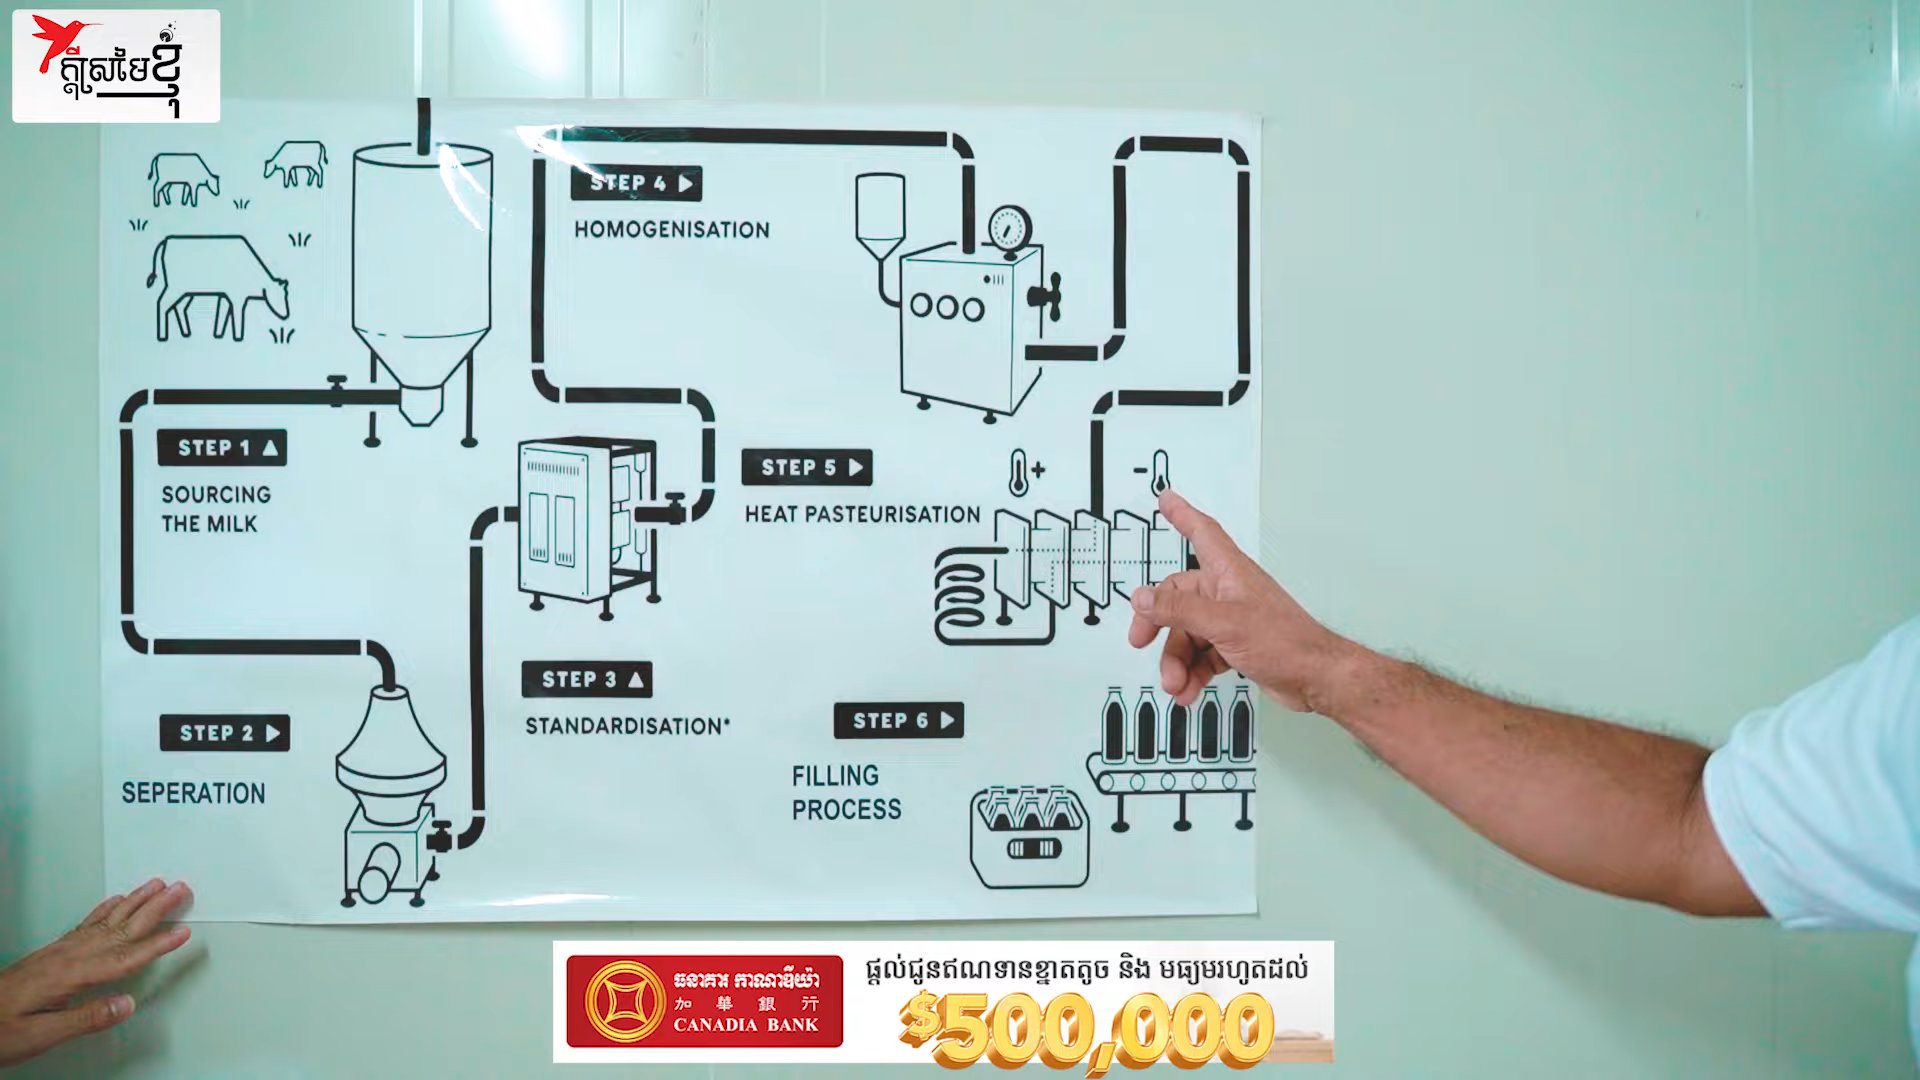 ក្តីស្រមៃខ្ញុំ
STEP 4
HOMOGENISATION
STEP 1
SOURCING
THE MILK
STEP 5
HEAT PASTEURISATION
STEP 3
STANDARDISATION*
STEP 2
SEPERATION
STEP 6
FILLING
PROCESS
ធនាគារ កាណាឌីយ៉ា
加華銀行
CANADIA BANK
ផ្តល់ជូនឥណទានខ្នាតតូច និង មធ្យមរហូតដល់
$500,000